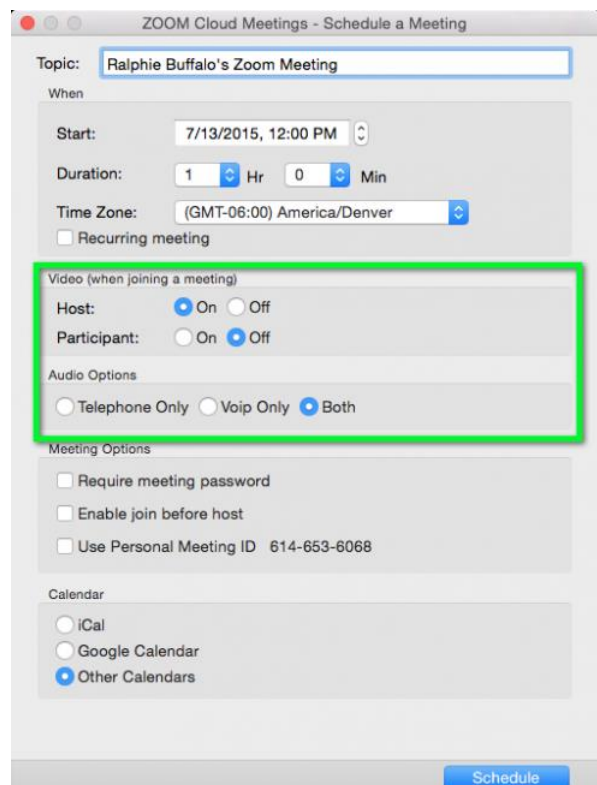 ZOOM Cloud Meetings - Schedule a Meeting
Topic: Ralphie Buffalo's Zoom Meeting
When
Start: 7/13/2015, 12:00 PM
Duration: 1 Hr 0 Min
Time Zone: (GMT-06:00) America/Denver
Recurring meeting
Video (when joining a meeting)
Host: On Off
Participant: On Off
Audio Options
Telephone Only Voip Only Both
Meeting Options
Require meeting password
Enable join before host
Use Personal Meeting ID 614-653-6068
Calendar
iCal
Google Calendar
Other Calendars
Schedule